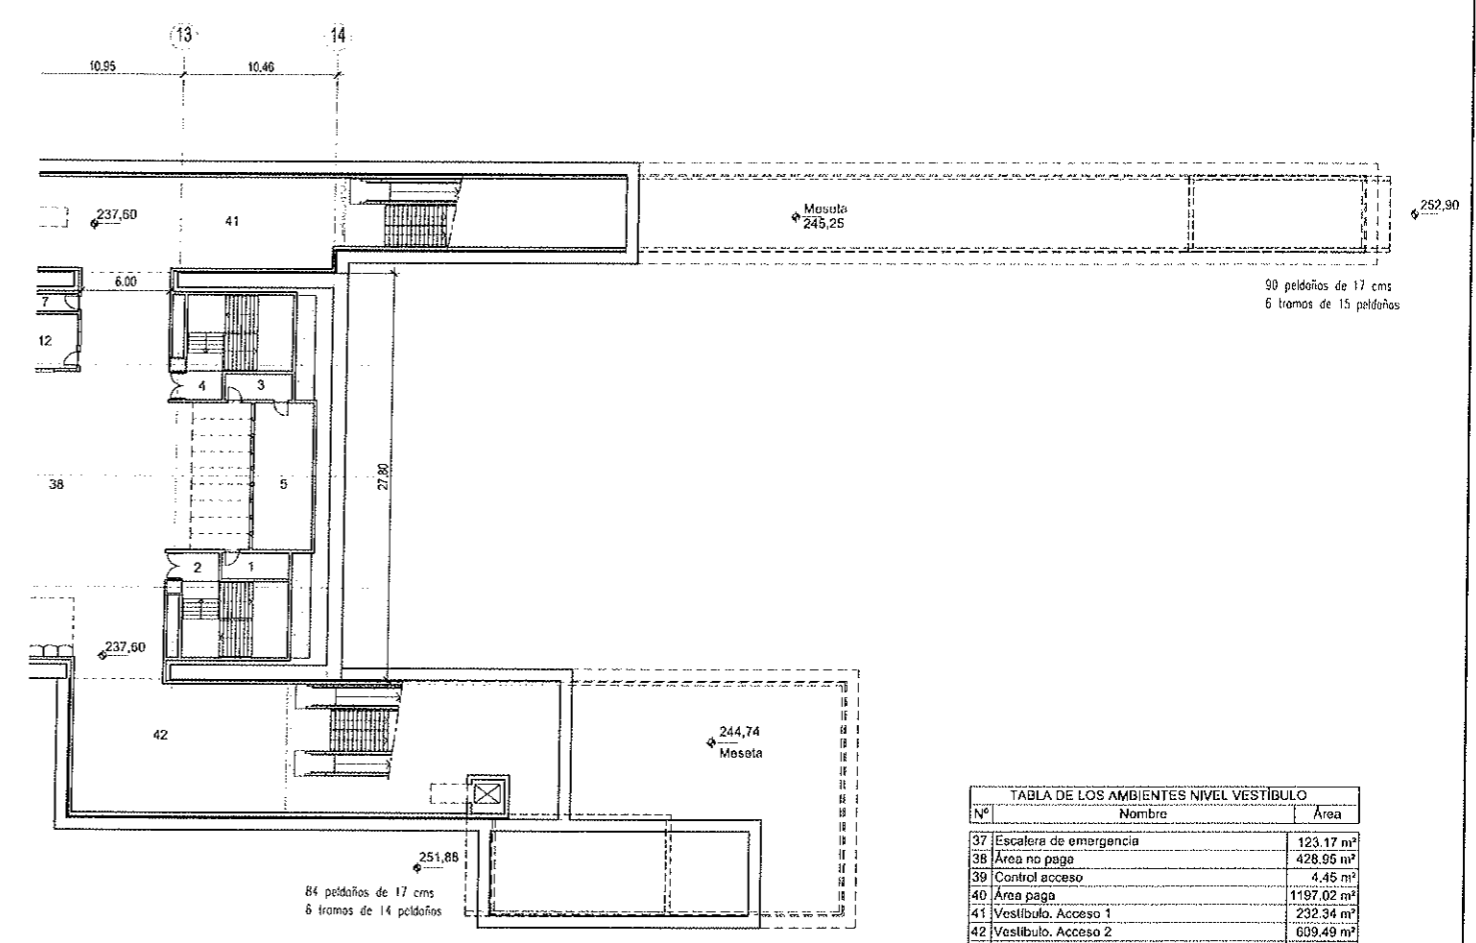 13 14
10.95 10.46
237,60
41
Meseta
245,25
252,90
6.00
90 peldaños de 17 cms
6 tramos de 15 peldaños
7
12
4 3
27,80
38
5
2 1
237,60
42
244,74
Meseta
251,88
84 peldaños de 17 cms
6 tramos de 14 peldaños
TABLA DE LOS AMBIENTES NIVEL VESTÍBULO
Nº Nombre Área
37 Escalera de emergencia 123.17 m²
38 Área no paga 428.95 m²
39 Control acceso 4,45 m²
40 Área paga 1197,02 m²
41 Vestíbulo. Acceso 1 232.34 m²
42 Vestíbulo. Acceso 2 609.49 m²